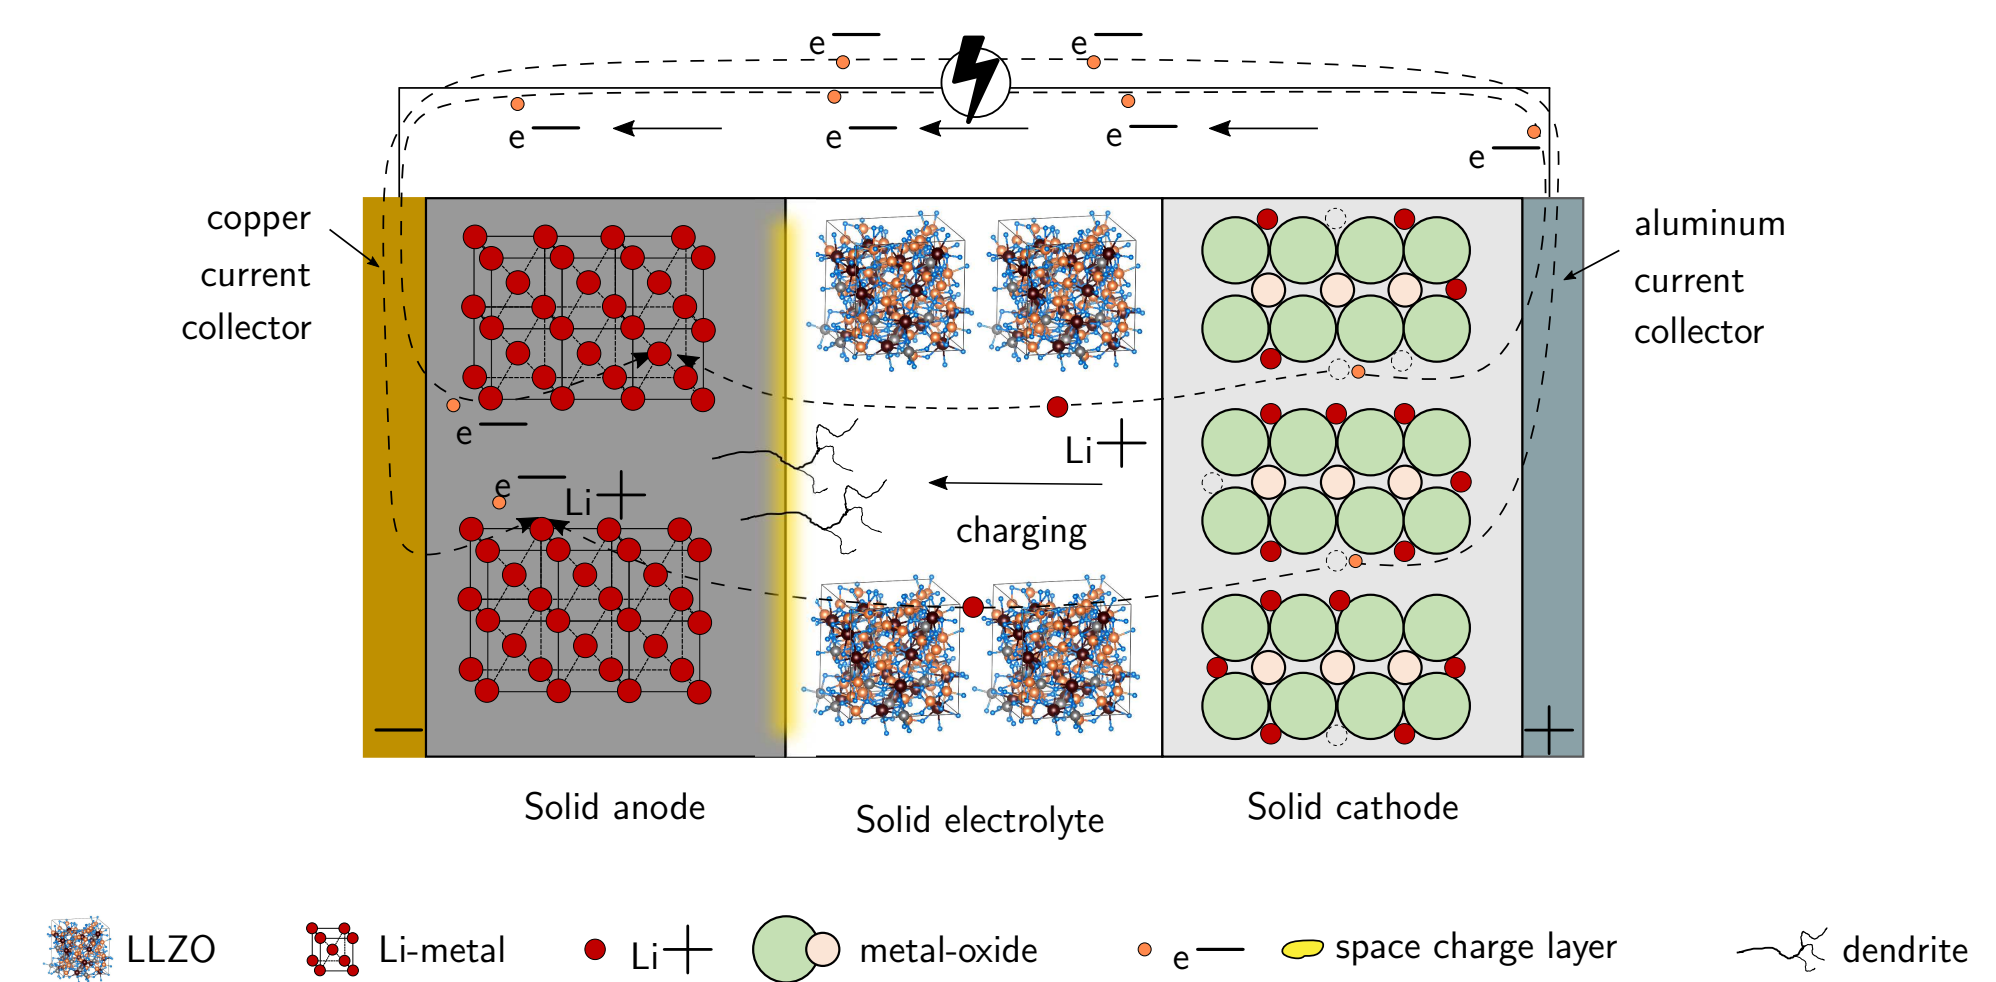 e—
e—
e—
e—
e—
e—
copper
current
collector
aluminum
current
collector
e—
Li+
e—
Li+
charging
—
+
Solid anode
Solid electrolyte
Solid cathode
LLZO
Li-metal
Li+
metal-oxide
e—
space charge layer
dendrite